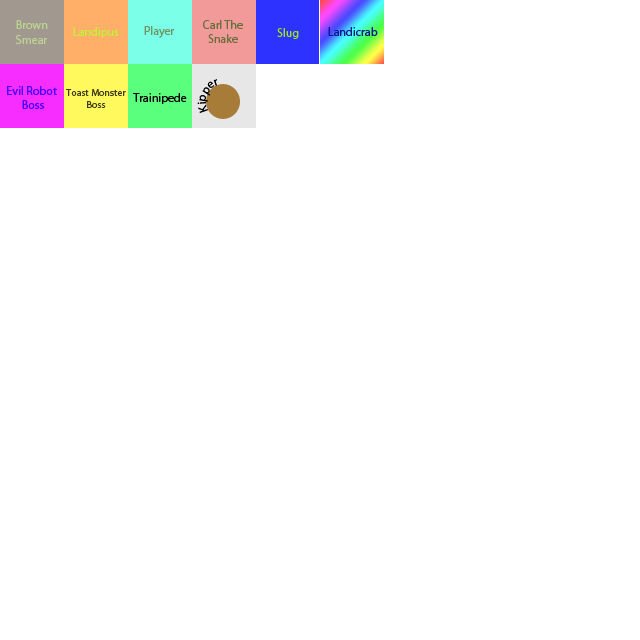 Brown
Smear
Landipus
Player
Carl The
Snake
Slug
Landicrab
Evil Robot
Boss
Toast Monster
Boss
Trainipede
Kipper